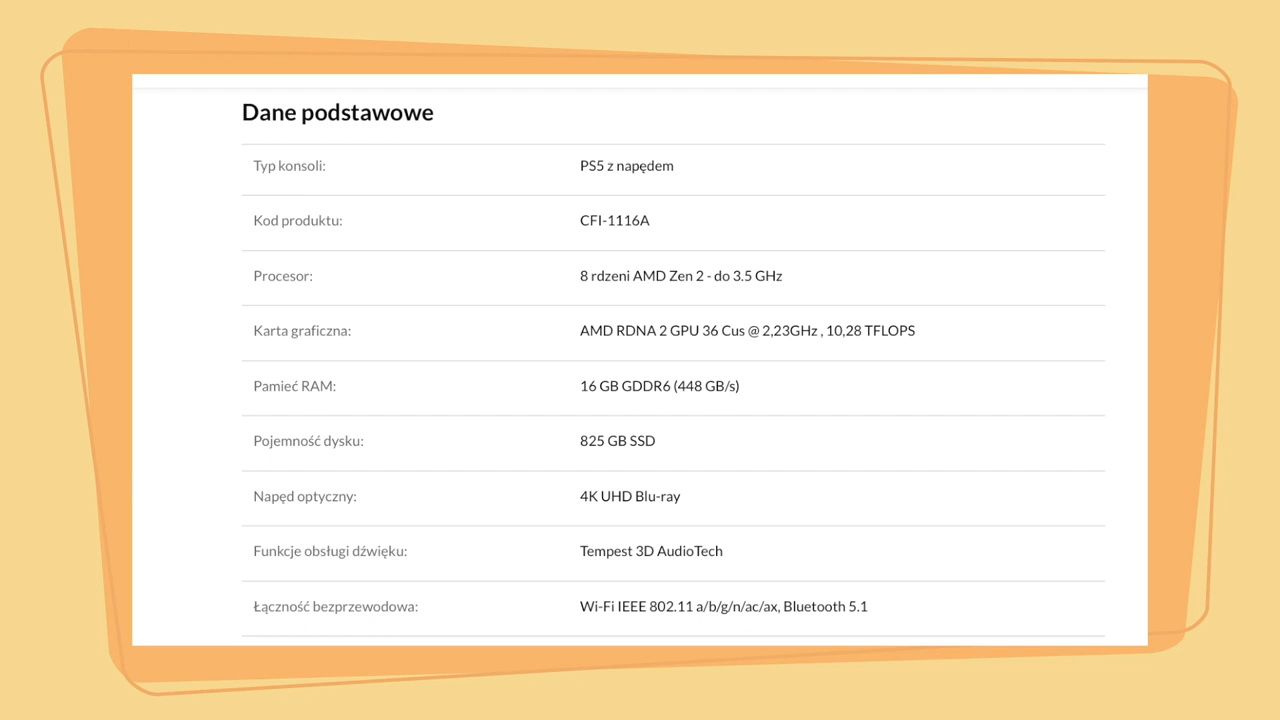 Dane podstawowe
Typ konsoli: PS5 z napędem
Kod produktu: CFI-1116A
Procesor: 8 rdzeni AMD Zen 2 - do 3.5 GHz
Karta graficzna: AMD RDNA 2 GPU 36 Cus @ 2,23GHz , 10,28 TFLOPS
Pamieć RAM: 16 GB GDDR6 (448 GB/s)
Pojemność dysku: 825 GB SSD
Napęd optyczny: 4K UHD Blu-ray
Funkcje obsługi dźwięku: Tempest 3D AudioTech
Łączność bezprzewodowa: Wi-Fi IEEE 802.11 a/b/g/n/ac/ax, Bluetooth 5.1